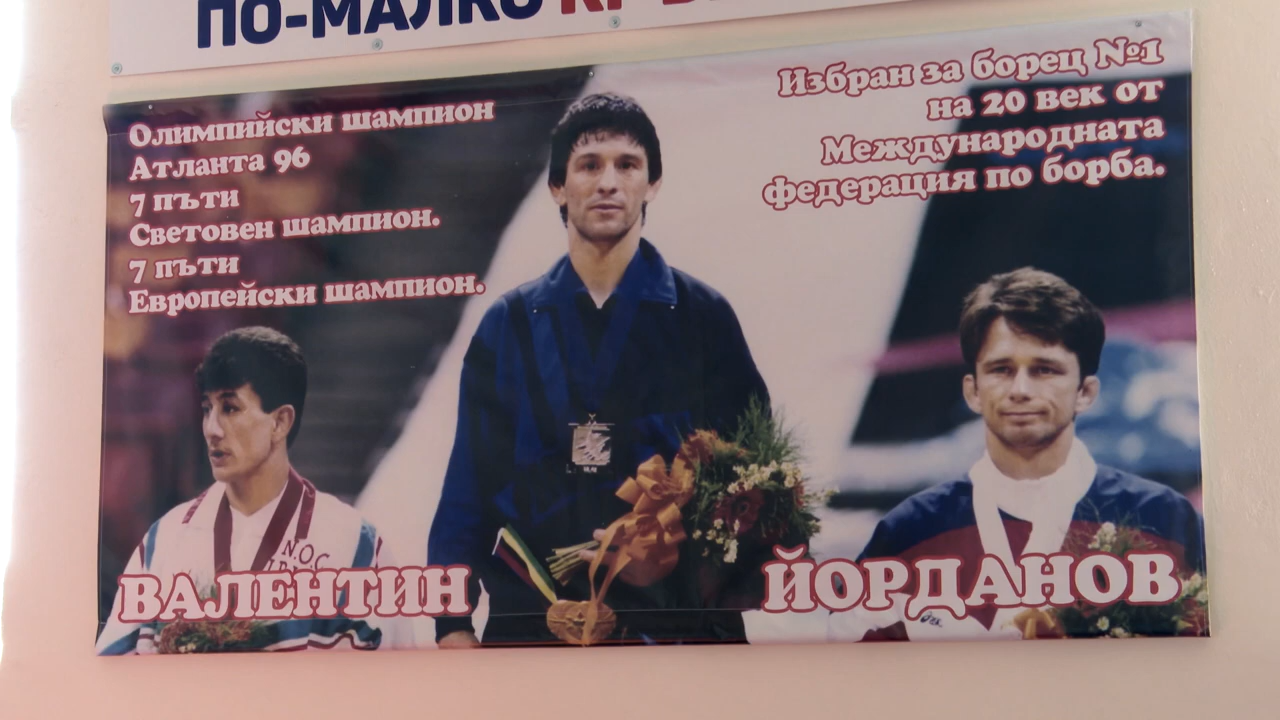 ПО-МАЛКО
Олимпийски шампион
Атланта 96
7 пъти
Световен шампион.
7 пъти
Европейски шампион.
Избран за борец №1
на 20 век от
Международната
федерация по борба.
N.OC
ВАЛЕНТИН
ЙОРДАНОВ